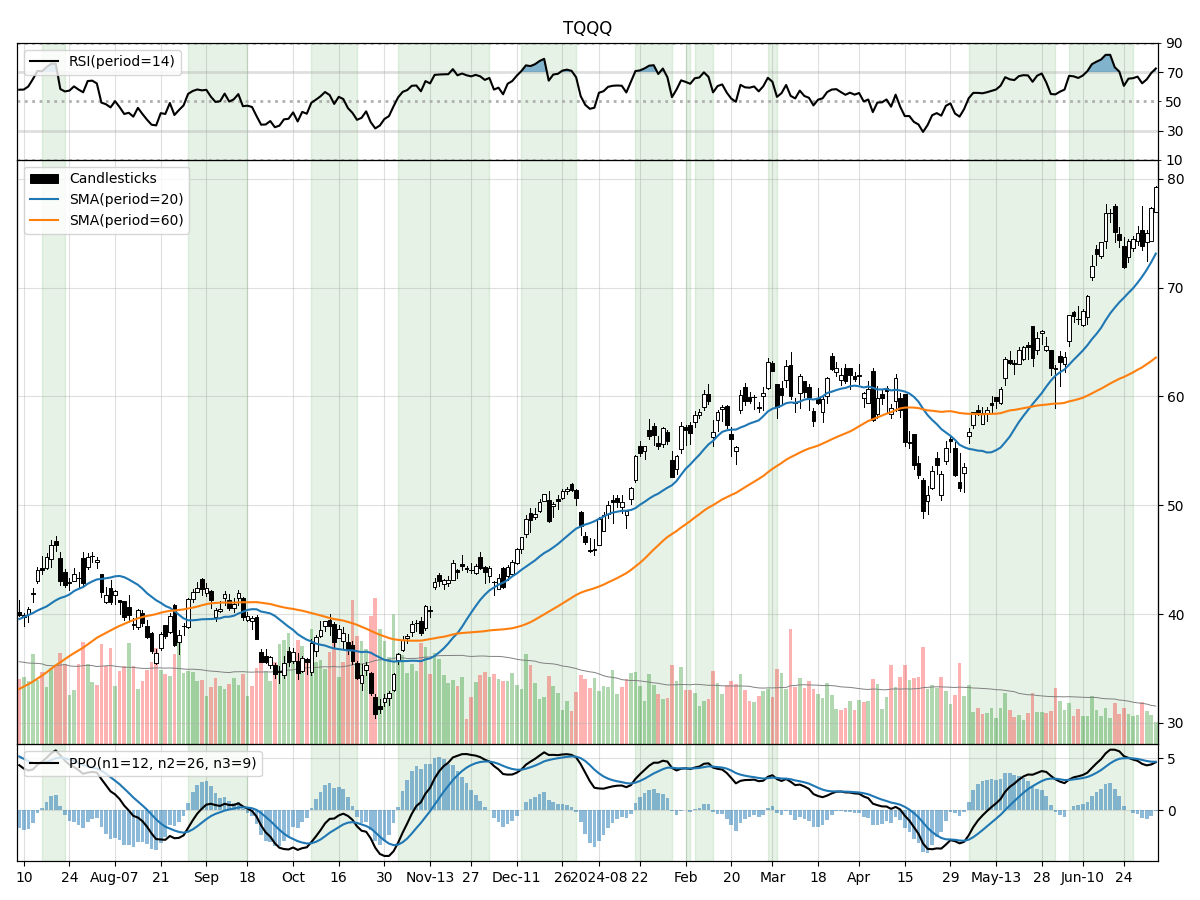 TQQQ
RSI(period=14)
90
70
50
30
10
Candlesticks
SMA(period=20)
SMA(period=60)
80
70
60
50
40
30
PPO(n1=12, n2=26, n3=9)
5
0
10 24 Aug-07 21 Sep 18 Oct 16 30 Nov-13 27 Dec-11 26 2024-08 22 Feb 20 Mar 18 Apr 15 29 May-13 28 Jun-10 24